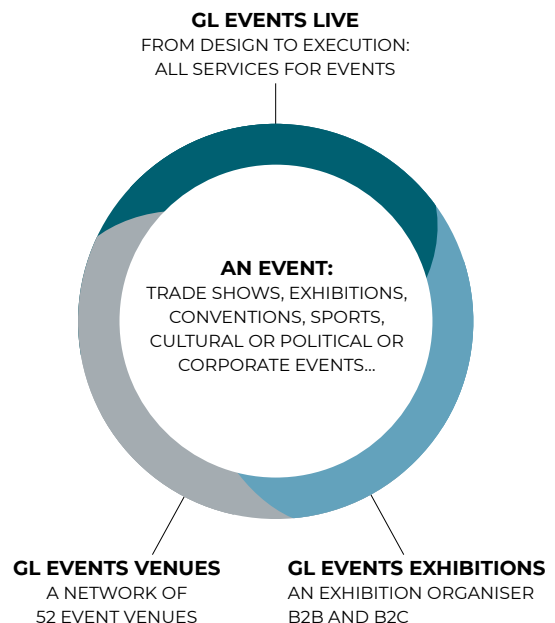 GL EVENTS LIVE
FROM DESIGN TO EXECUTION:
ALL SERVICES FOR EVENTS
AN EVENT:
TRADE SHOWS, EXHIBITIONS,
CONVENTIONS, SPORTS,
CULTURAL OR POLITICAL OR
CORPORATE EVENTS...
GL EVENTS VENUES
A NETWORK OF
52 EVENT VENUES
GL EVENTS EXHIBITIONS
AN EXHIBITION ORGANISER
B2B AND B2C